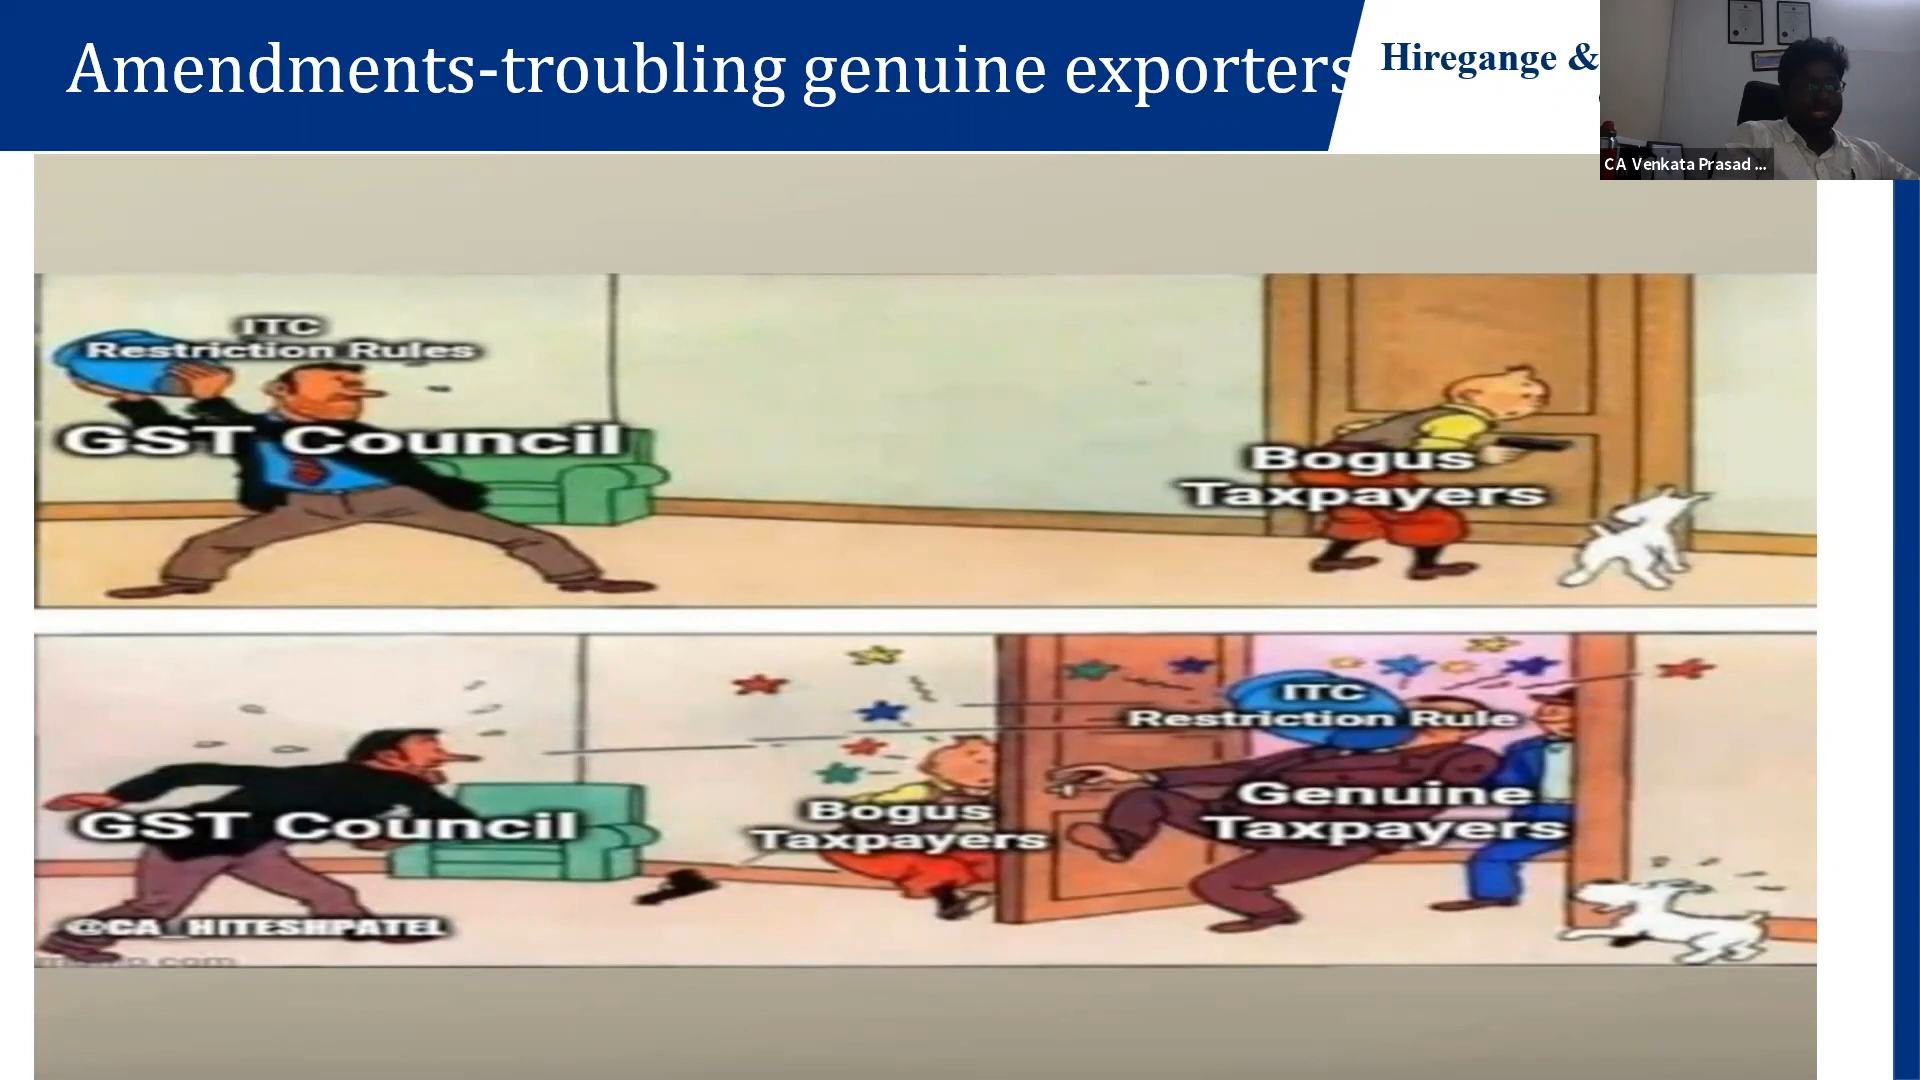 Amendments-troubling genuine exporters
Hiregange &
CA Venkata Prasad ...
ITC
Restriction Rules
GST Council
Bogus
Taxpayers
ITC
Restriction Rule
GST Council
Bogus
Taxpayers
Genuine
Taxpayers
@CA_HITESHPATEL